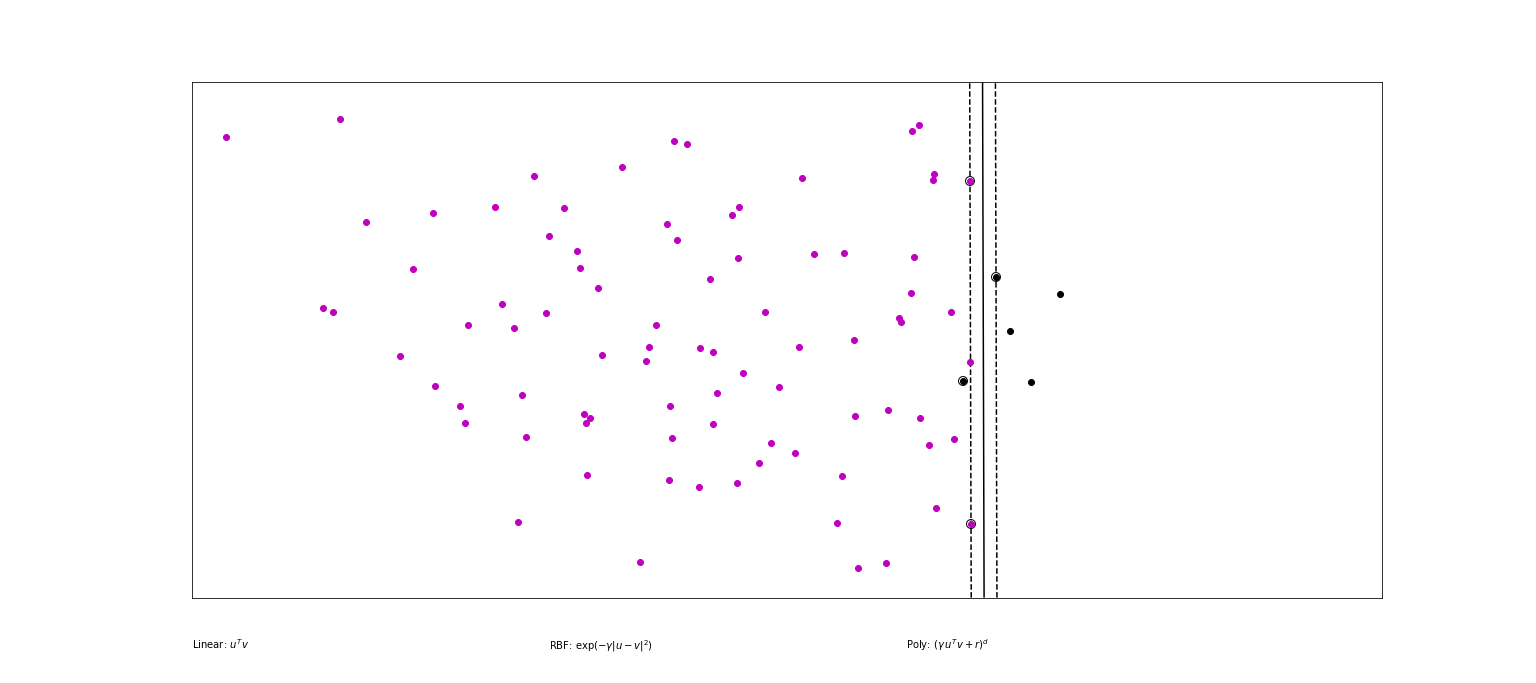 Linear: $u^T v$ RBF: $\exp(-\gamma |u-v|^2)$ Poly: $(\gamma u^T v + r)^d$